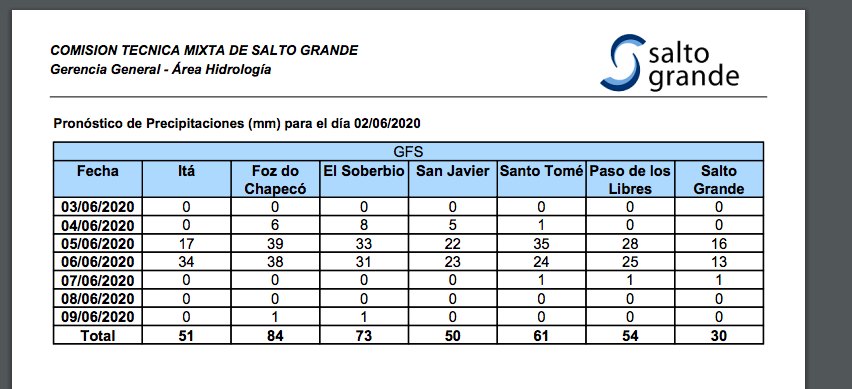 COMISION TECNICA MIXTA DE SALTO GRANDE
Gerencia General - Área Hidrología
salto
grande
Pronóstico de Precipitaciones (mm) para el día 02/06/2020
GFS
Fecha Itá Foz do Chapecó El Soberbio San Javier Santo Tomé Paso de los Libres Salto Grande
03/06/2020 0 0 0 0 0 0 0
04/06/2020 0 6 8 5 1 0 0
05/06/2020 17 39 33 22 35 28 16
06/06/2020 34 38 31 23 24 25 13
07/06/2020 0 0 0 0 1 1 1
08/06/2020 0 0 0 0 0 0 0
09/06/2020 0 1 1 0 0 0 0
Total 51 84 73 50 61 54 30